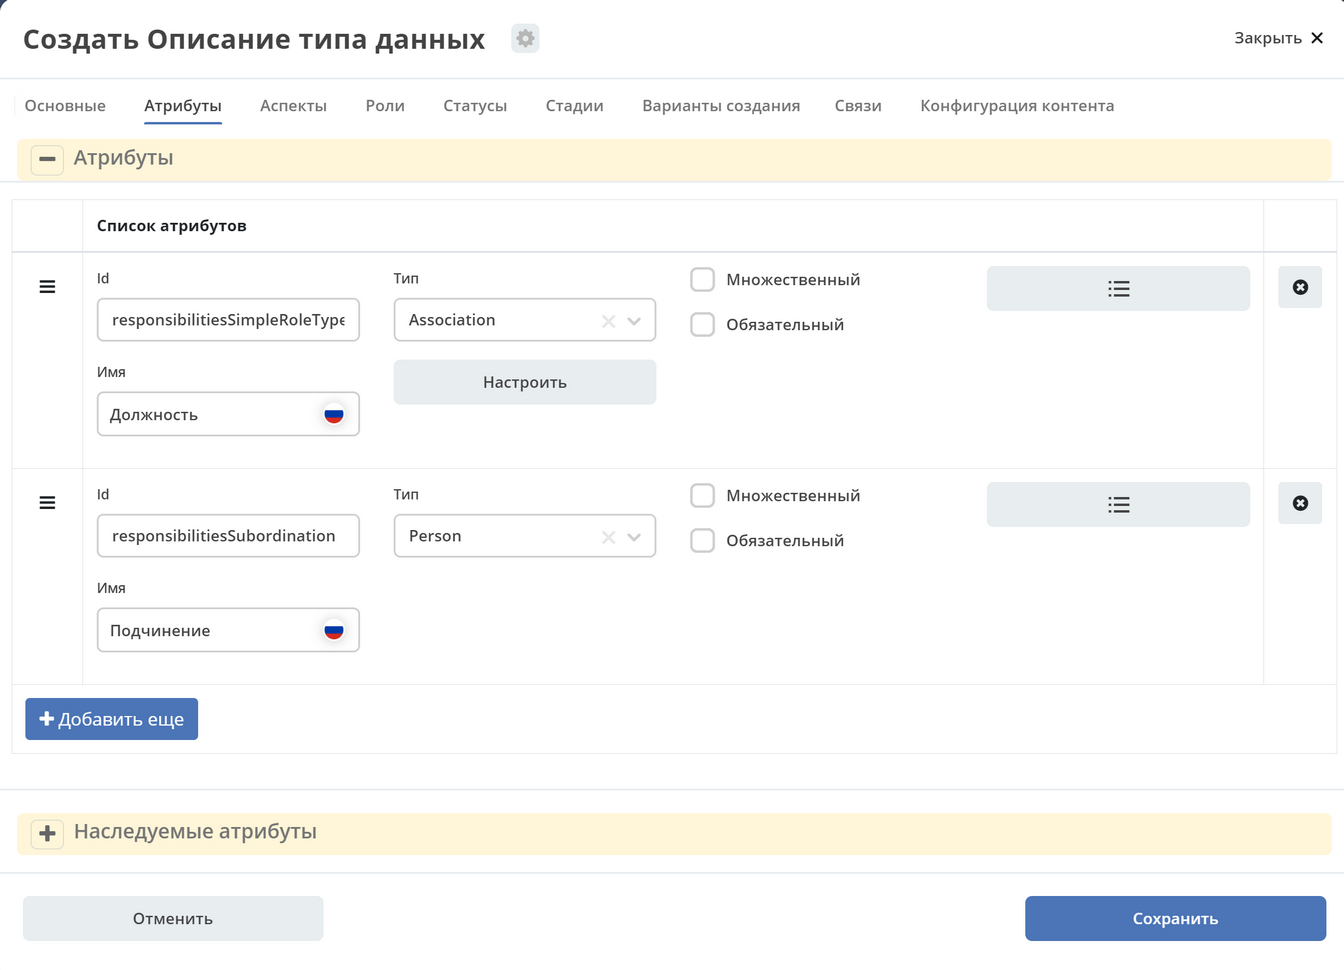 Создать Описание типа данных
Закрыть
Основные Атрибуты Аспекты Роли Статусы Стадии Варианты создания Связи Конфигурация контента
Атрибуты
Список атрибутов
Id Тип Множественный
responsibilitiesSimpleRoleType Association Обязательный
Имя Настроить
Должность
Id Тип Множественный
responsibilitiesSubordination Person Обязательный
Имя
Подчинение
Добавить еще
Наследуемые атрибуты
Отменить Сохранить